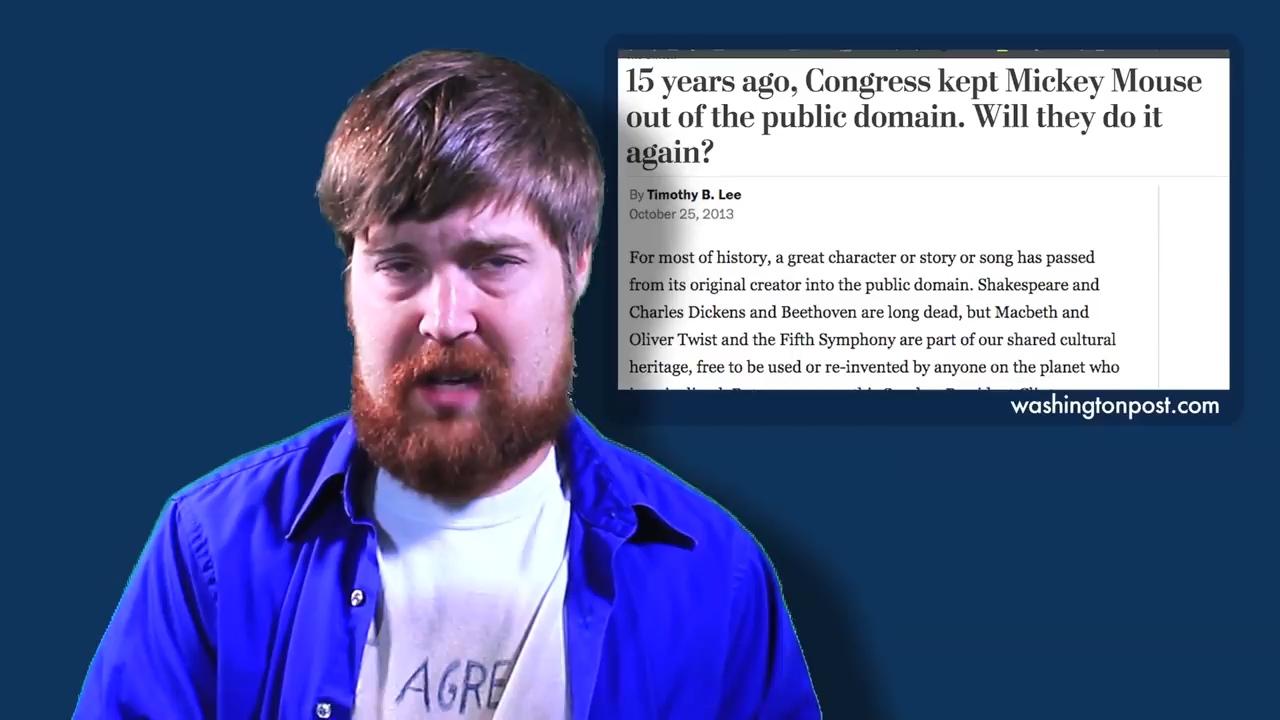 15 years ago, Congress kept Mickey Mouse
out of the public domain. Will they do it
again?
By Timothy B. Lee
October 25, 2013
For most of history, a great character or story or song has passed
from its original creator into the public domain. Shakespeare and
Charles Dickens and Beethoven are long dead, but Macbeth and
Oliver Twist and the Fifth Symphony are part of our shared cultural
heritage, free to be used or re-invented by anyone on the planet who
washingtonpost.com
AGRE